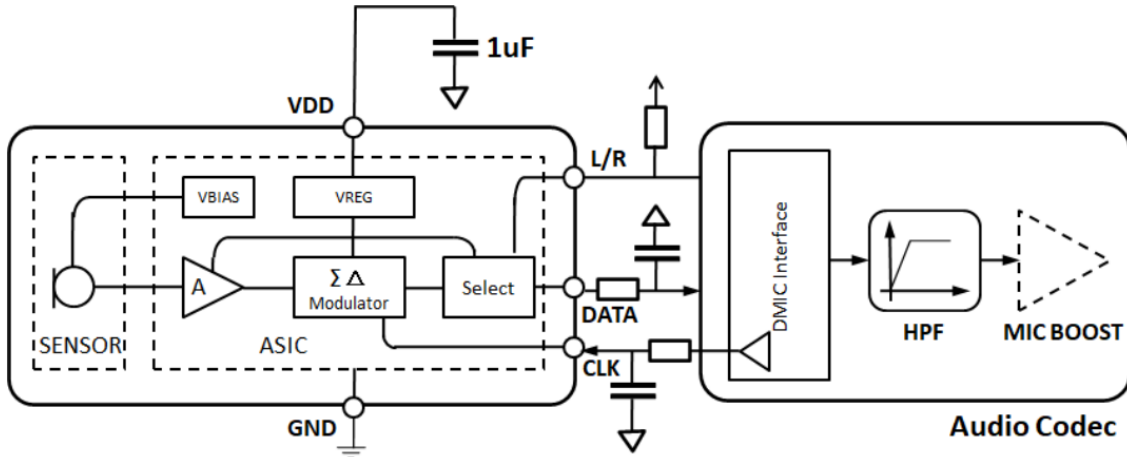 1uF
VDD
L/R
VBIAS
VREG
A
Σ Δ
Modulator
Select
DATA
CLK
SENSOR
ASIC
GND
DMIC Interface
HPF
MIC BOOST
Audio Codec